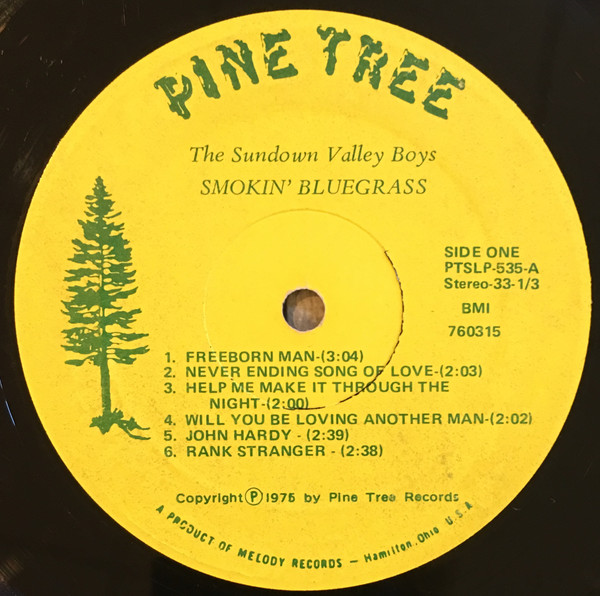 PINE TREE
The Sundown Valley Boys
SMOKIN' BLUEGRASS
SIDE ONE
PTSLP-535-A
Stereo-33-1/3
BMI
760315
1. FREEBORN MAN-(3:04)
2. NEVER ENDING SONG OF LOVE-(2:03)
3. HELP ME MAKE IT THROUGH THE
NIGHT-(2:00)
4. WILL YOU BE LOVING ANOTHER MAN-(2:02)
5. JOHN HARDY - (2:39)
6. RANK STRANGER - (2:38)
Copyright Ⓟ 1975 by Pine Tree Records
A PRODUCT OF MELODY RECORDS — Hamilton, Ohio U.S.A.